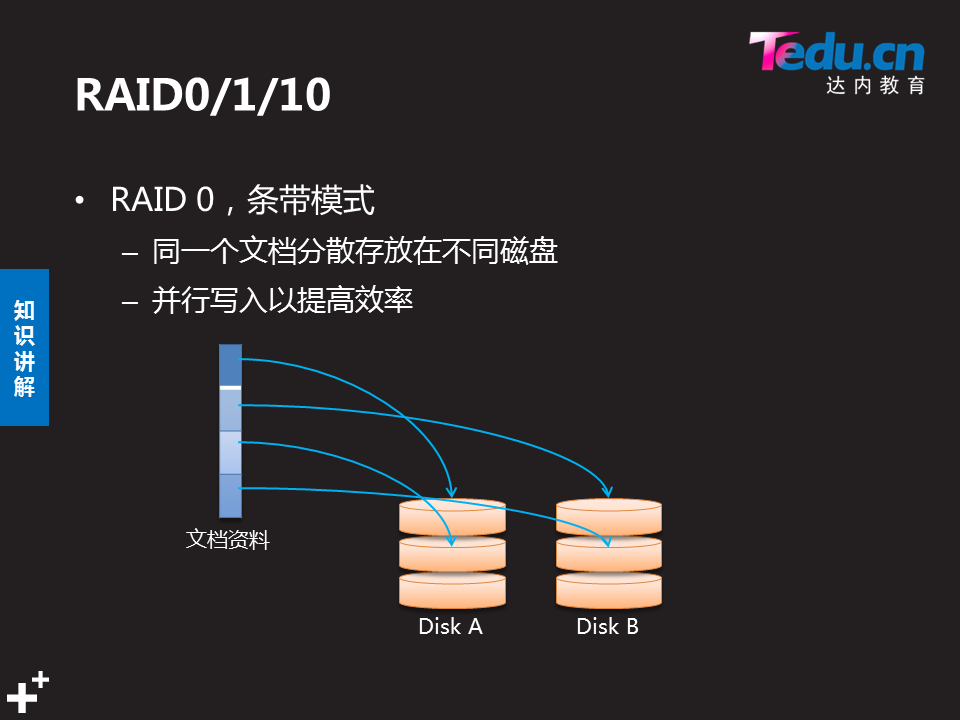 Tedu.cn
达内教育
RAID0/1/10
• RAID 0，条带模式
– 同一个文档分散存放在不同磁盘
– 并行写入以提高效率
知
识
讲
解
文档资料
Disk A
Disk B